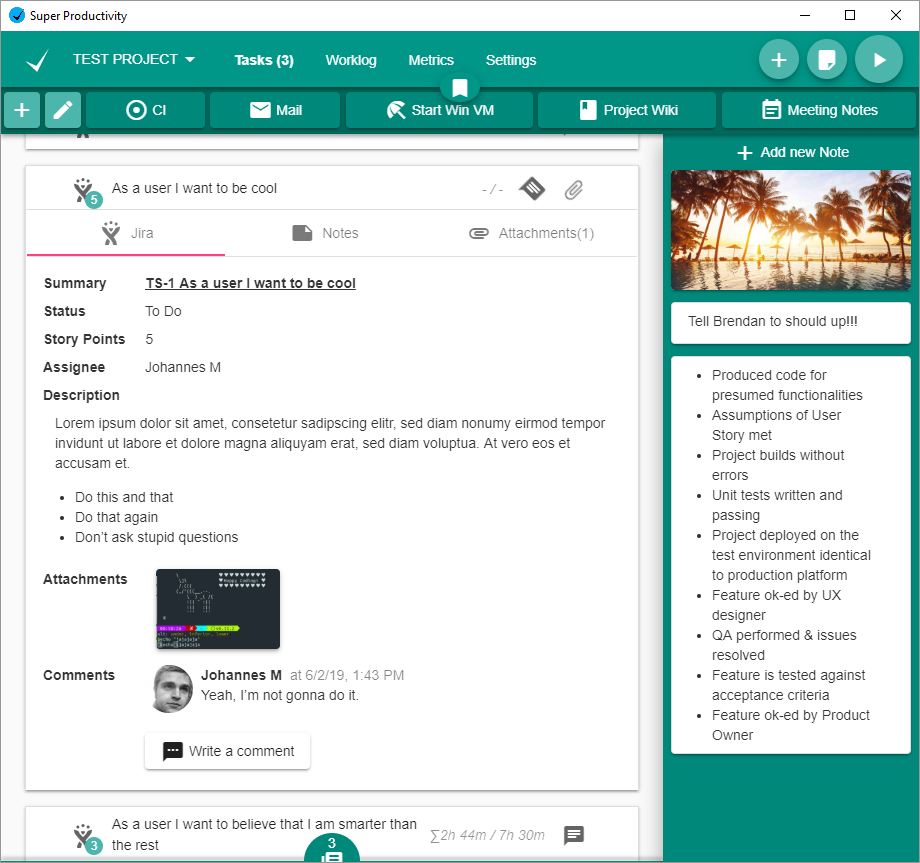 Super Productivity
TEST PROJECT
Tasks (3)
Worklog
Metrics
Settings
CI
Mail
Start Win VM
Project Wiki
Meeting Notes
5
As a user I want to be cool
- / -
Jira
Notes
Attachments(1)
Summary
TS-1 As a user I want to be cool
Status
To Do
Story Points
5
Assignee
Johannes M
Description
Lorem ipsum dolor sit amet, consetetur sadipscing elitr, sed diam nonumy eirmod tempor
invidunt ut labore et dolore magna aliquyam erat, sed diam voluptua. At vero eos et
accusam et.
Do this and that
Do that again
Don’t ask stupid questions
Attachments
Happy Coding!
Comments
Johannes M at 6/2/19, 1:43 PM
Yeah, I’m not gonna do it.
Write a comment
3
As a user I want to believe that I am smarter than
the rest
∑2h 44m / 7h 30m
3
Add new Note
Tell Brendan to should up!!!
Produced code for
presumed functionalities
Assumptions of User
Story met
Project builds without
errors
Unit tests written and
passing
Project deployed on the
test environment identical
to production platform
Feature ok-ed by UX
designer
QA performed & issues
resolved
Feature is tested against
acceptance criteria
Feature ok-ed by Product
Owner